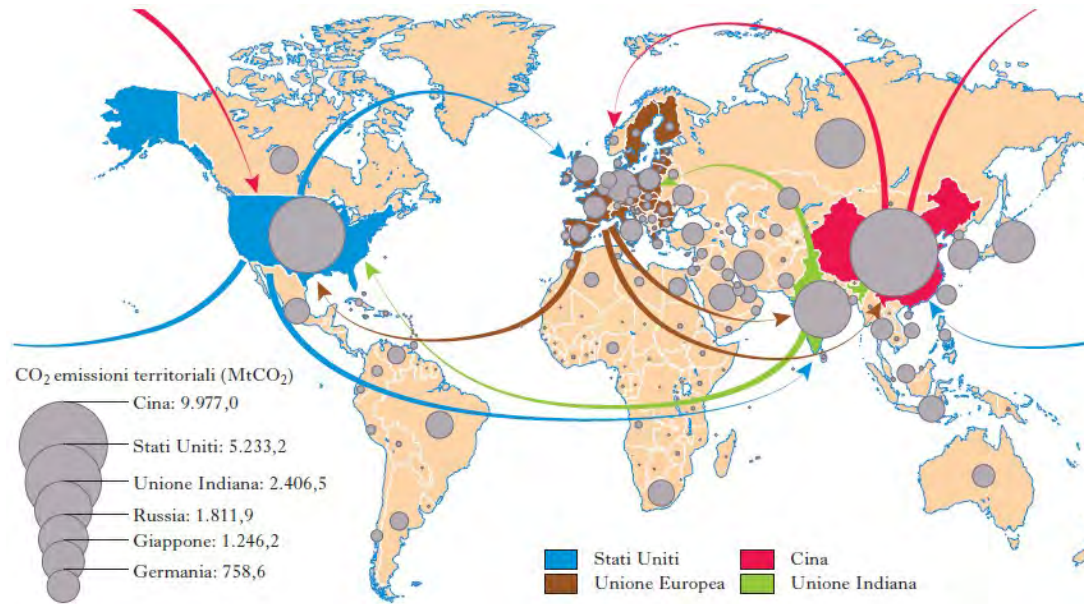 CO₂ emissioni territoriali (MtCO₂)
Cina: 9.977,0
Stati Uniti: 5.233,2
Unione Indiana: 2.406,5
Russia: 1.811,9
Giappone: 1.246,2
Germania: 758,6
Stati Uniti
Cina
Unione Europea
Unione Indiana